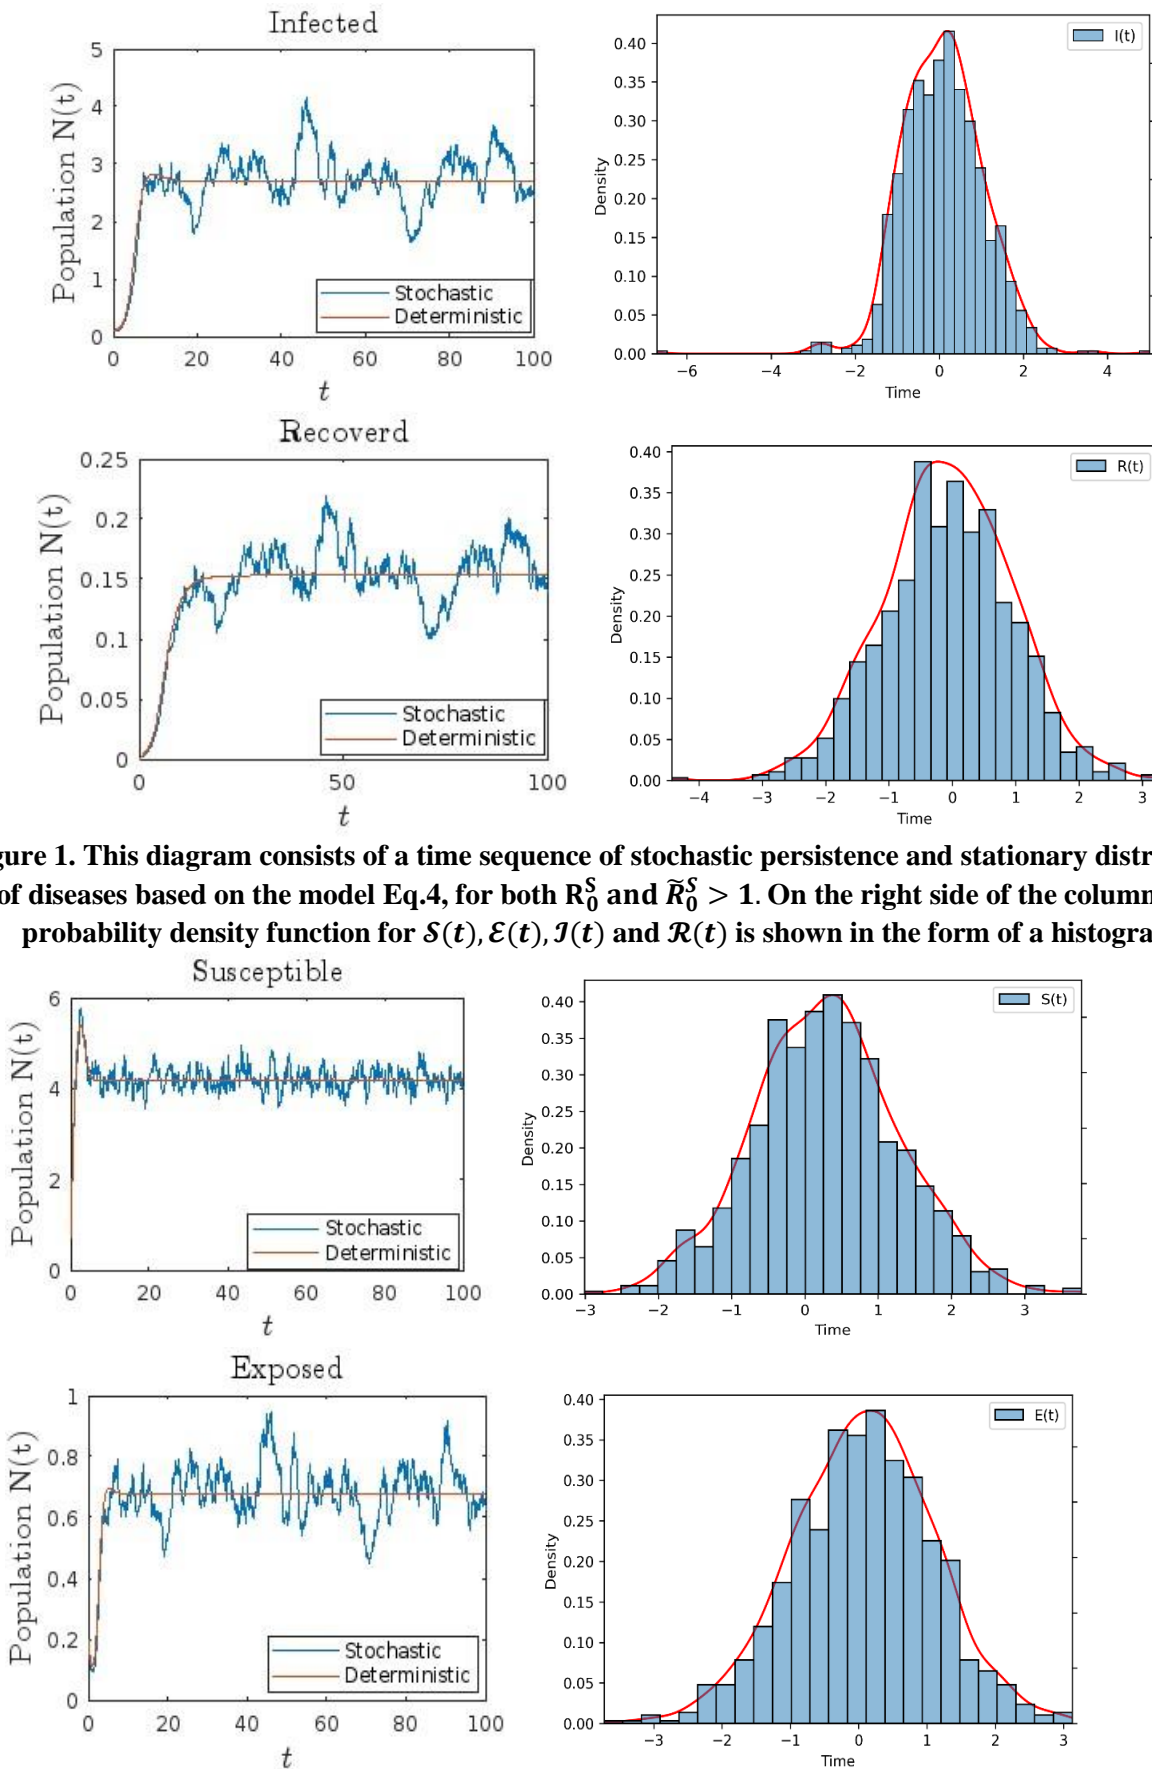 Infected
Population N(t)
5
4
3
2
1
0
Stochastic
Deterministic
0 20 40 60 80 100
t
I(t)
Density
0.40
0.35
0.30
0.25
0.20
0.15
0.10
0.05
0.00
−6 −4 −2 0 2 4
Time
Recoverd
Population N(t)
0.25
0.2
0.15
0.1
0.05
0
Stochastic
Deterministic
0 50 100
t
R(t)
Density
0.40
0.35
0.30
0.25
0.20
0.15
0.10
0.05
0.00
−4 −3 −2 −1 0 1 2 3
Time
gure 1. This diagram consists of a time sequence of stochastic persistence and stationary distr
of diseases based on the model Eq.4, for both R₀ˢ and R̃₀ˢ > 1. On the right side of the column
probability density function for 𝓢(t), 𝓔(t), 𝓘(t) and 𝓡(t) is shown in the form of a histogra
Susceptible
Population N(t)
6
4
2
0
Stochastic
Deterministic
0 20 40 60 80 100
t
S(t)
Density
0.40
0.35
0.30
0.25
0.20
0.15
0.10
0.05
0.00
−3 −2 −1 0 1 2 3
Time
Exposed
Population N(t)
1
0.8
0.6
0.4
0.2
0
Stochastic
Deterministic
0 20 40 60 80 100
t
E(t)
Density
0.40
0.35
0.30
0.25
0.20
0.15
0.10
0.05
0.00
−3 −2 −1 0 1 2 3
Time